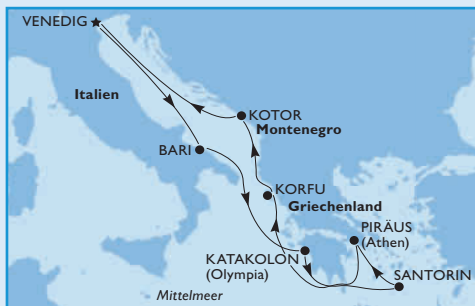 VENEDIG
Italien
KOTOR
Montenegro
BARI
KORFU
Griechenland
PIRÄUS
(Athen)
KATAKOLON
(Olympia)
SANTORIN
Mittelmeer